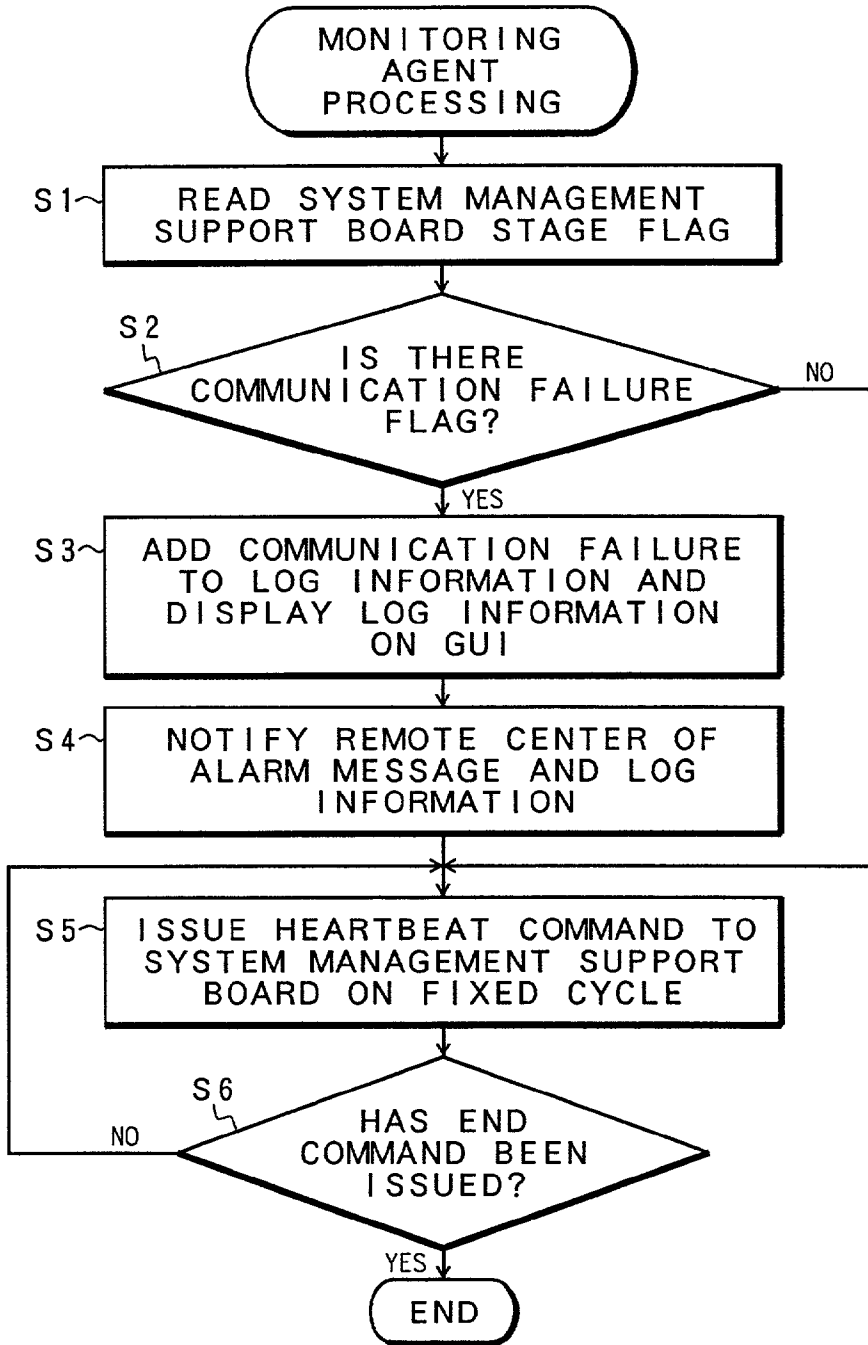 MONITORING
AGENT
PROCESSING
S1
READ SYSTEM MANAGEMENT
SUPPORT BOARD STAGE FLAG
S2
IS THERE
COMMUNICATION FAILURE
FLAG?
NO
YES
S3
ADD COMMUNICATION FAILURE
TO LOG INFORMATION AND
DISPLAY LOG INFORMATION
ON GUI
S4
NOTIFY REMOTE CENTER OF
ALARM MESSAGE AND LOG
INFORMATION
S5
ISSUE HEARTBEAT COMMAND TO
SYSTEM MANAGEMENT SUPPORT
BOARD ON FIXED CYCLE
S6
HAS END
COMMAND BEEN
ISSUED?
NO
YES
END